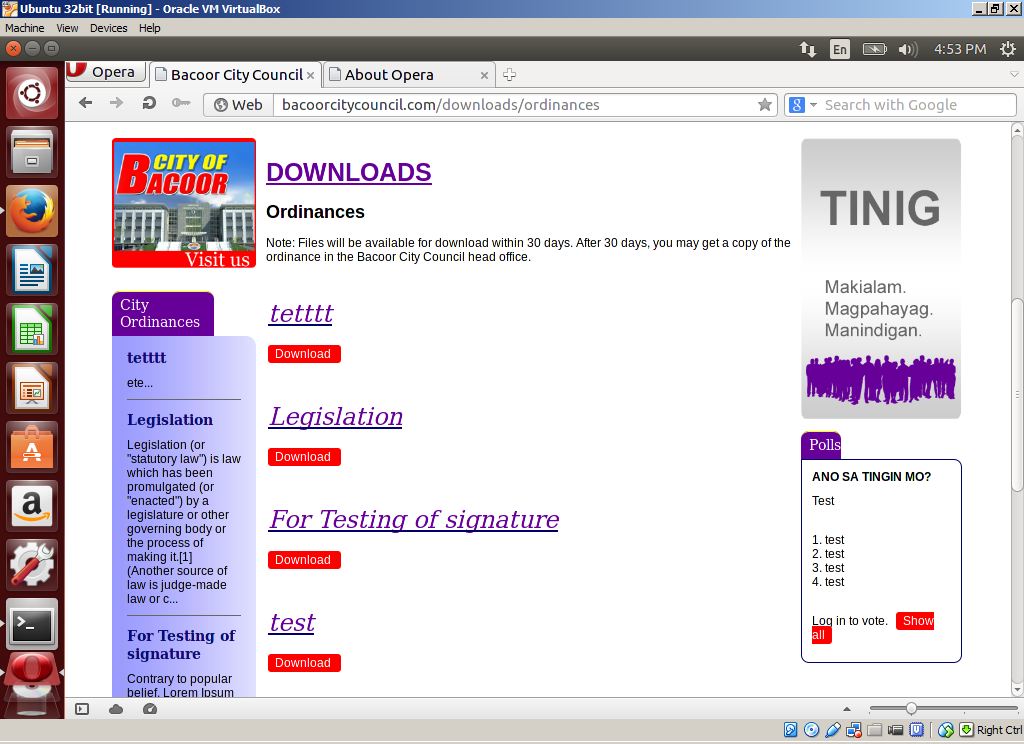 Ubuntu 32bit [Running] - Oracle VM VirtualBox
Machine View Devices Help
En 4:53 PM
Opera Bacoor City Council × About Opera ×
Web bacoorcitycouncil.com/downloads/ordinances Search with Google
CITY OF
BACOOR
Visit us
City
Ordinances
tetttt
ete...
Legislation
Legislation (or
"statutory law") is law
which has been
promulgated (or
"enacted") by a
legislature or other
governing body or
the process of
making it.[1]
(Another source of
law is judge-made
law or c...
For Testing of
signature
Contrary to popular
belief, Lorem Ipsum
DOWNLOADS
Ordinances
Note: Files will be available for download within 30 days. After 30 days, you may get a copy of the
ordinance in the Bacoor City Council head office.
tetttt
Download
Legislation
Download
For Testing of signature
Download
test
Download
TINIG
Makialam.
Magpahayag.
Manindigan.
Polls
ANO SA TINGIN MO?
Test
1. test
2. test
3. test
4. test
Log in to vote. Show
all
Right Ctrl